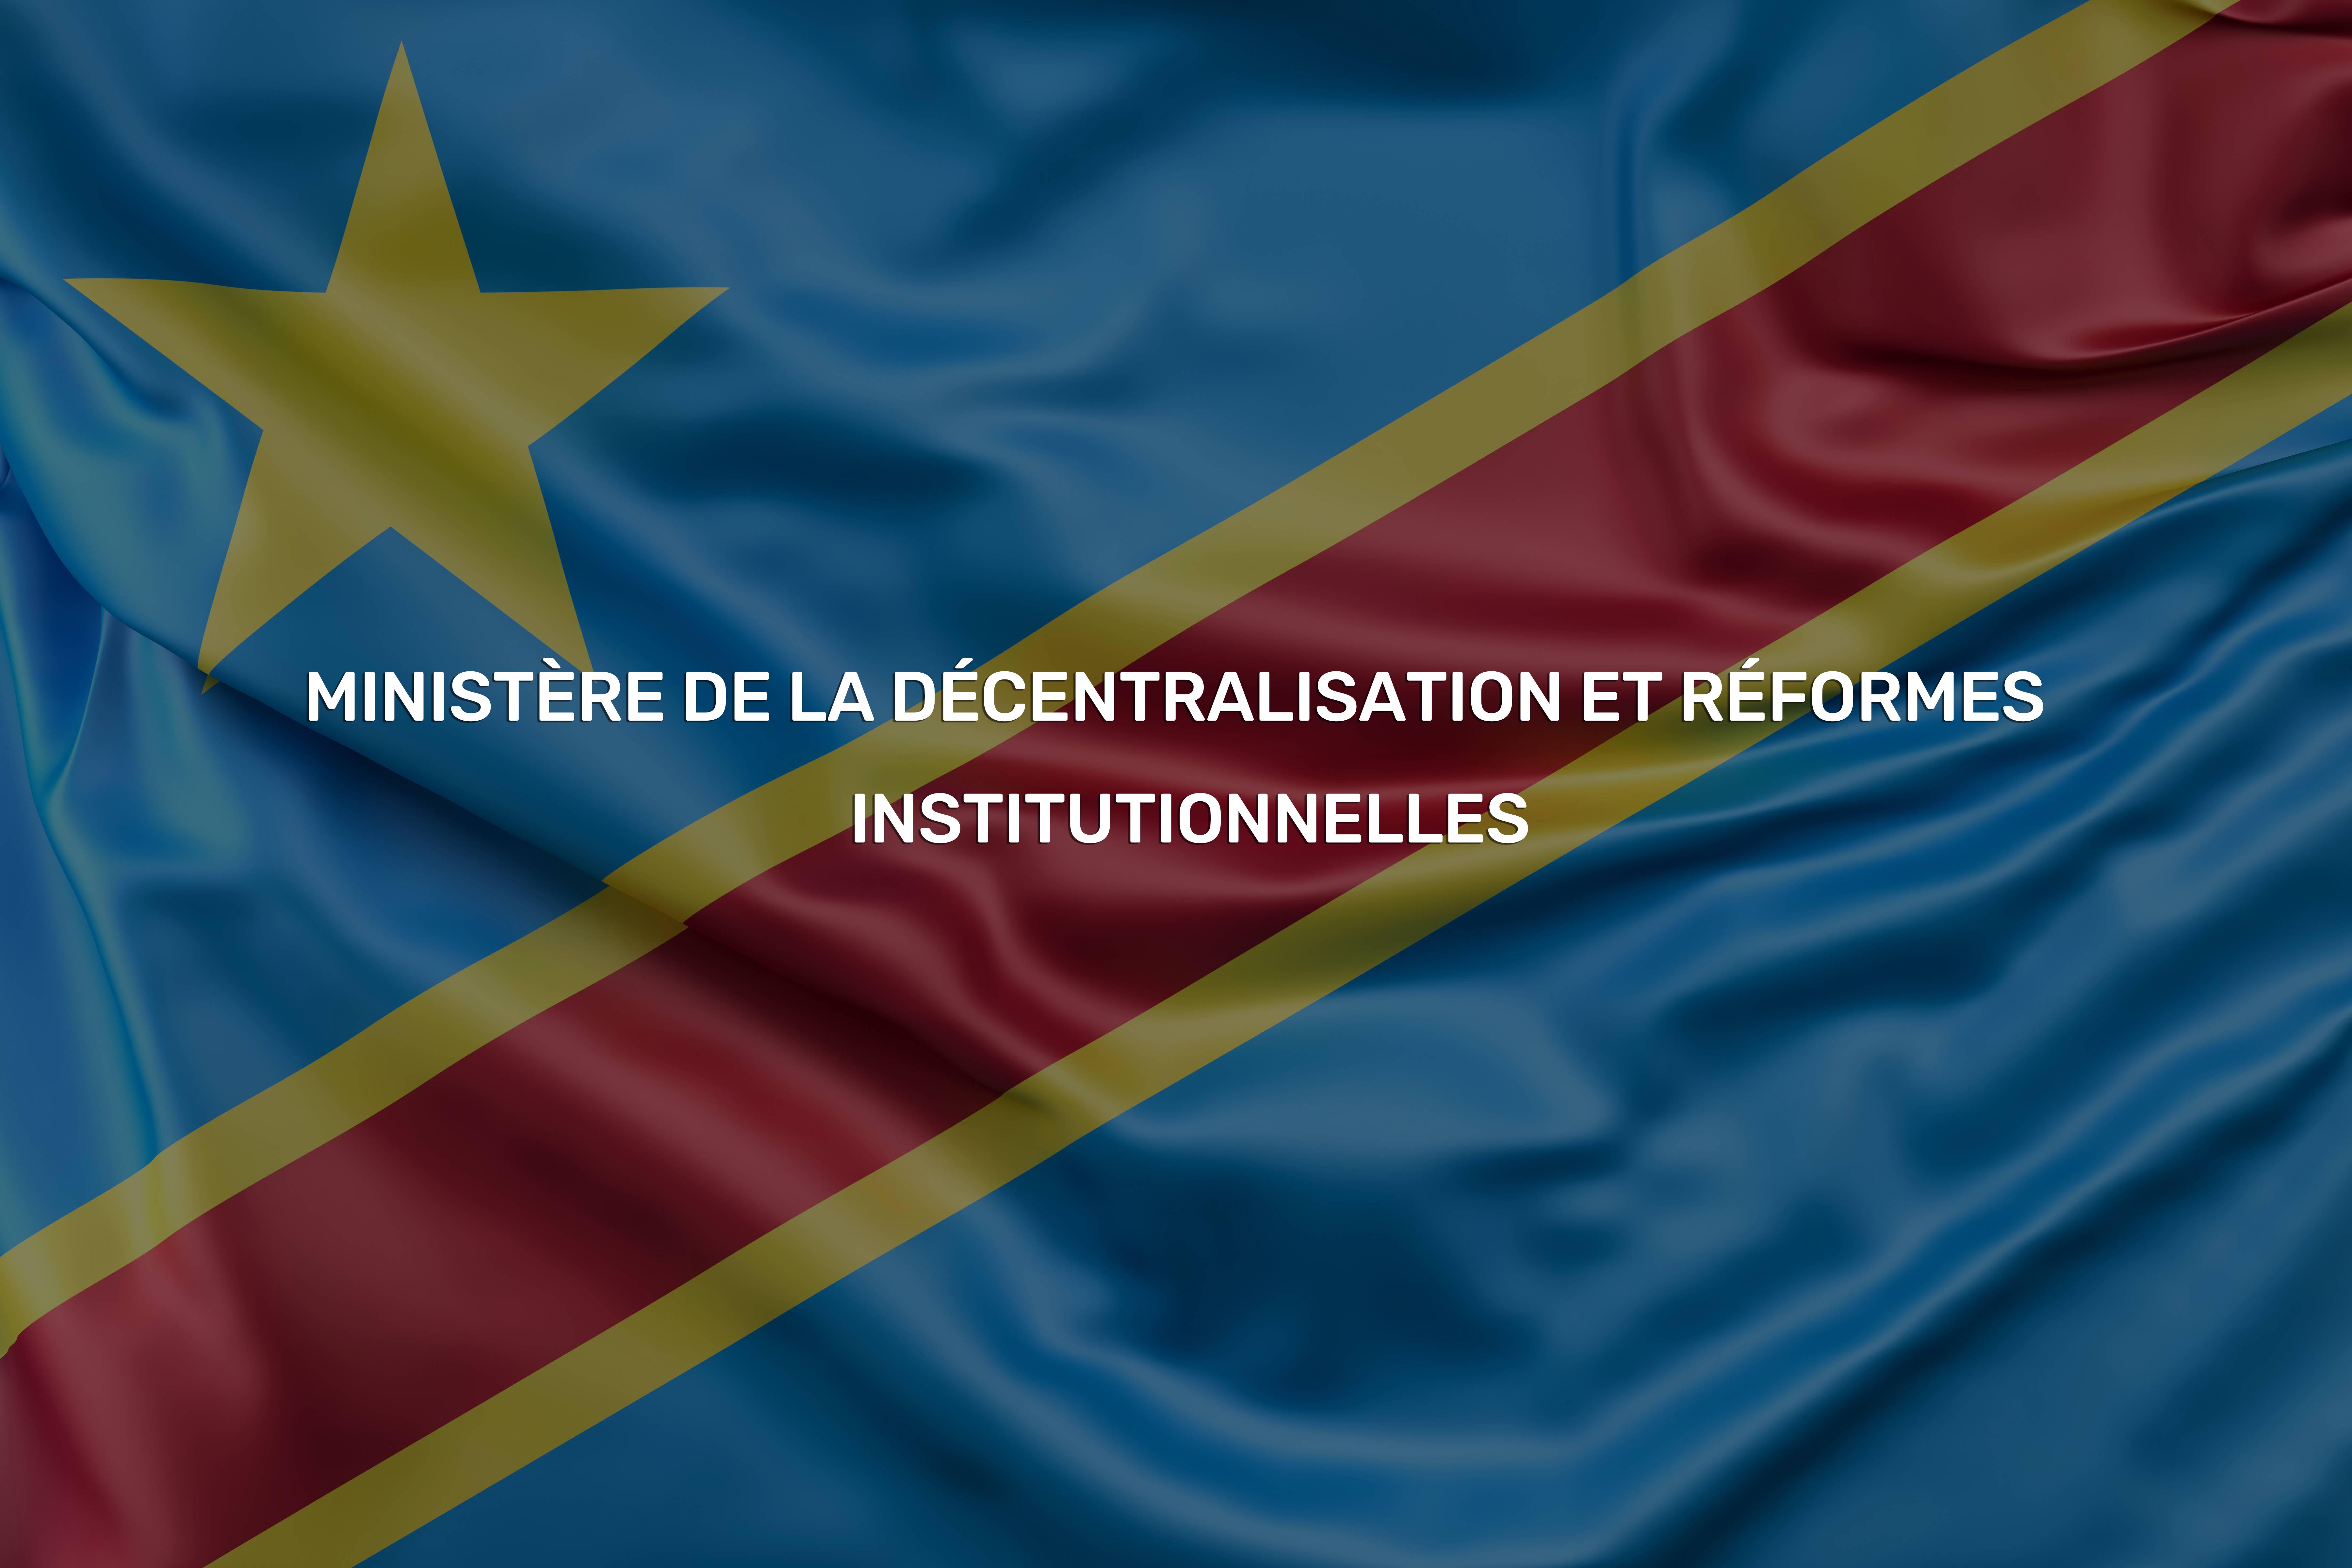 MINISTÈRE DE LA DÉCENTRALISATION ET RÉFORMES
INSTITUTIONNELLES